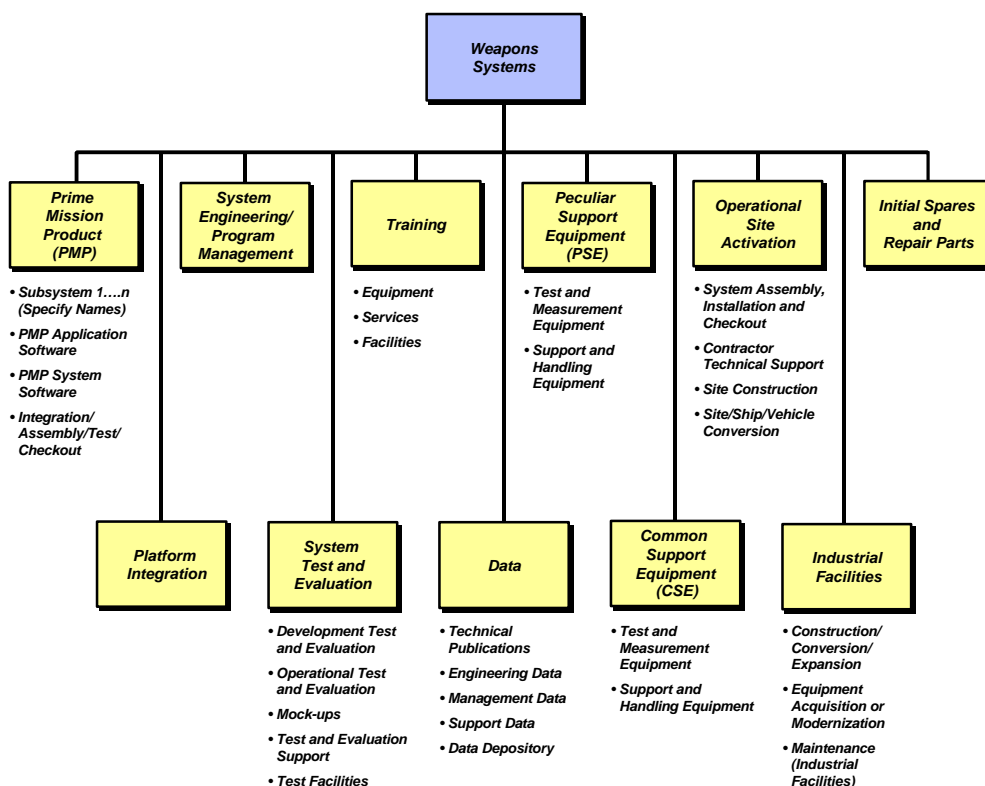 Weapons
Systems
Prime
Mission
Product
(PMP)
System
Engineering/
Program
Management
Training
Peculiar
Support
Equipment
(PSE)
Operational
Site
Activation
Initial Spares
and
Repair Parts
• Subsystem 1….n
(Specify Names)
• PMP Application
Software
• PMP System
Software
• Integration/
Assembly/Test/
Checkout
• Equipment
• Services
• Facilities
• Test and
Measurement
Equipment
• Support and
Handling
Equipment
• System Assembly,
Installation and
Checkout
• Contractor
Technical Support
• Site Construction
• Site/Ship/Vehicle
Conversion
Platform
Integration
System
Test and
Evaluation
Data
Common
Support
Equipment
(CSE)
Industrial
Facilities
• Development Test
and Evaluation
• Operational Test
and Evaluation
• Mock-ups
• Test and Evaluation
Support
• Test Facilities
• Technical
Publications
• Engineering Data
• Management Data
• Support Data
• Data Depository
• Test and
Measurement
Equipment
• Support and
Handling Equipment
• Construction/
Conversion/
Expansion
• Equipment
Acquisition or
Modernization
• Maintenance
(Industrial
Facilities)